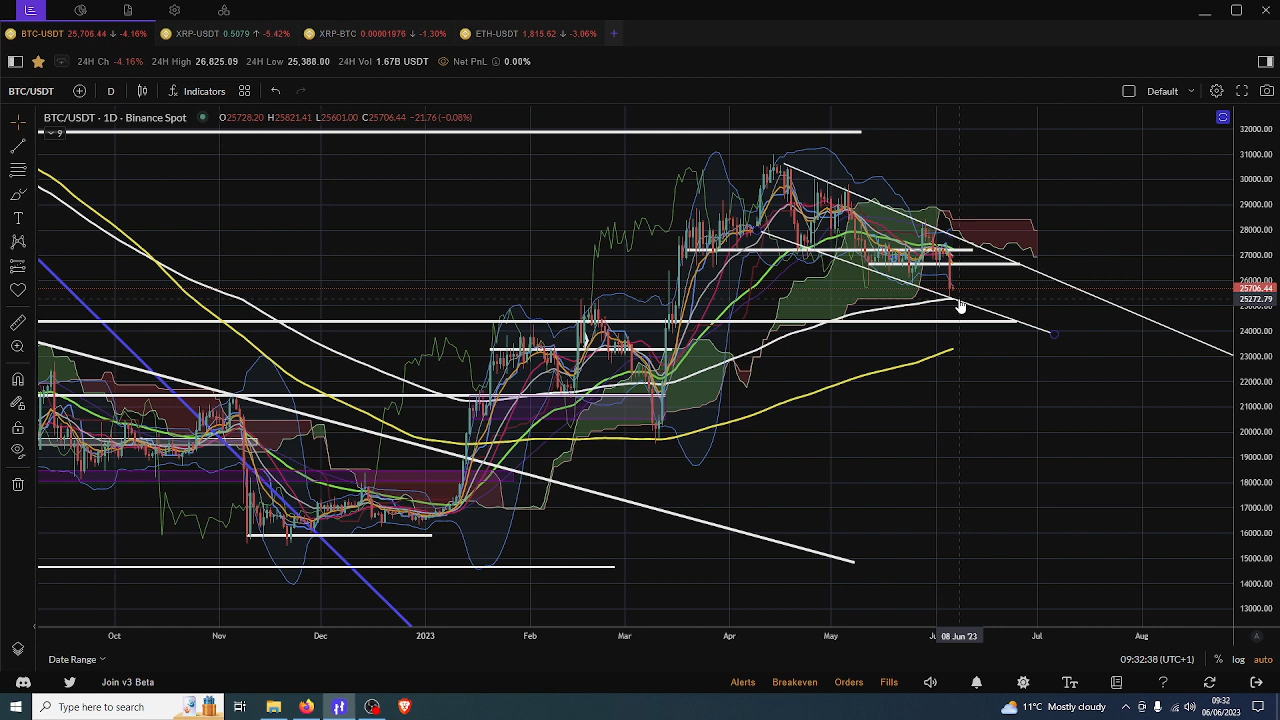 BTC-USDT 25,706.44 ↓ -4.16% XRP-USDT 0.5079 ↑ -5.42% XRP-BTC 0.00001976 ↓ -1.30% ETH-USDT 1,815.62 ↓ -3.06% +
24H Ch -4.16% 24H High 26,825.09 24H Low 25,388.00 24H Vol 1.67B USDT Net PnL 0.00%
BTC/USDT D Indicators Default
BTC/USDT · 1D · Binance Spot O25728.20 H25821.41 L25601.00 C25706.44 -21.76 (-0.08%)
9
32000.00
31000.00
30000.00
29000.00
28000.00
27000.00
26000.00
25706.44
25272.79
24000.00
23000.00
22000.00
21000.00
20000.00
19000.00
18000.00
17000.00
16000.00
15000.00
14000.00
13000.00
Oct Nov Dec 2023 Feb Mar Apr May 08 Jun '23 Jul Aug A
Date Range 09:32:38 (UTC+1) % log auto
Join v3 Beta Alerts Breakeven Orders Fills
Type here to search 11°C Mostly cloudy 09:32
06/06/2023